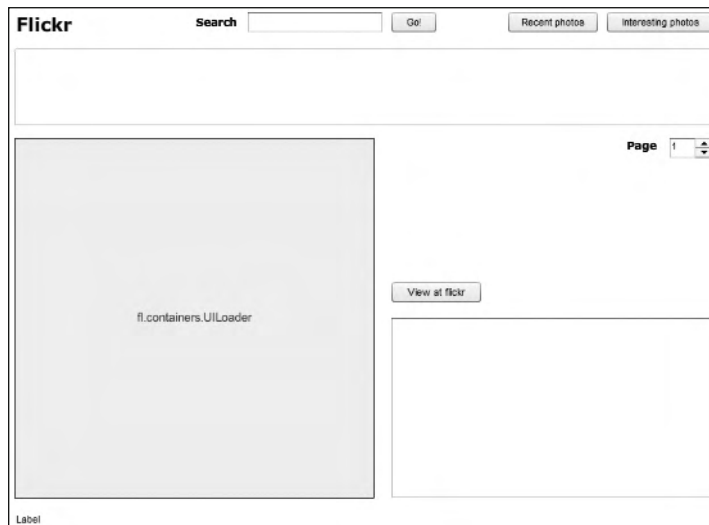 Flickr
Search
Go!
Recent photos
Interesting photos
Page
1
View at flickr
fl.containers.UILoader
Label